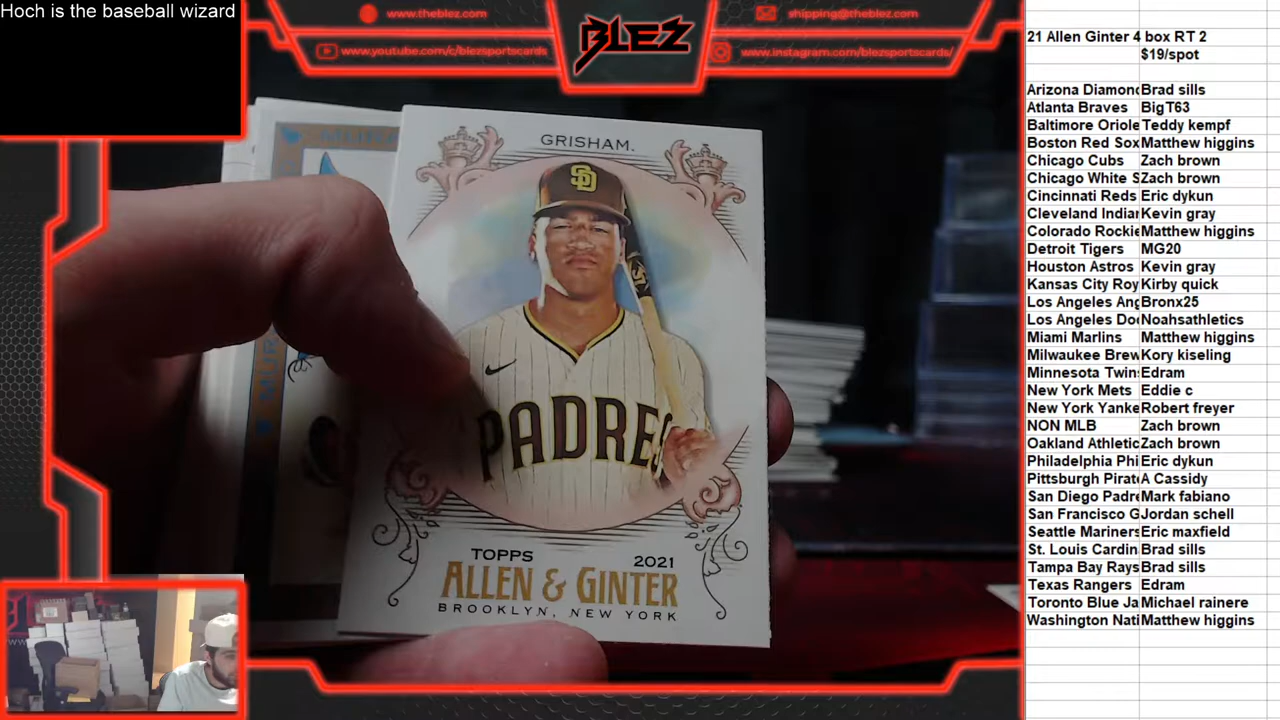 Hoch is the baseball wizard
www.theblez.com
shipping@theblez.com
BLEZ
www.youtube.com/c/blezsportscards
www.instagram.com/blezsportscards/
GRISHAM.
SD
PADRES
TOPPS
2021
ALLEN & GINTER
BROOKLYN, NEW YORK
21 Allen Ginter 4 box RT 2
$19/spot
Arizona Diamond Brad sills
Atlanta Braves BigT63
Baltimore Oriole Teddy kempf
Boston Red Sox Matthew higgins
Chicago Cubs Zach brown
Chicago White S Zach brown
Cincinnati Reds Eric dykun
Cleveland Indian Kevin gray
Colorado Rockie Matthew higgins
Detroit Tigers MG20
Houston Astros Kevin gray
Kansas City Roy Kirby quick
Los Angeles Ang Bronx25
Los Angeles Dod Noahsathletics
Miami Marlins Matthew higgins
Milwaukee Brew Kory kiseling
Minnesota Twins Edram
New York Mets Eddie c
New York Yanke Robert freyer
NON MLB Zach brown
Oakland Athletic Zach brown
Philadelphia Phi Eric dykun
Pittsburgh Pirate A Cassidy
San Diego Padre Mark fabiano
San Francisco G Jordan schell
Seattle Mariners Eric maxfield
St. Louis Cardin Brad sills
Tampa Bay Rays Brad sills
Texas Rangers Edram
Toronto Blue Ja Michael rainere
Washington Nati Matthew higgins